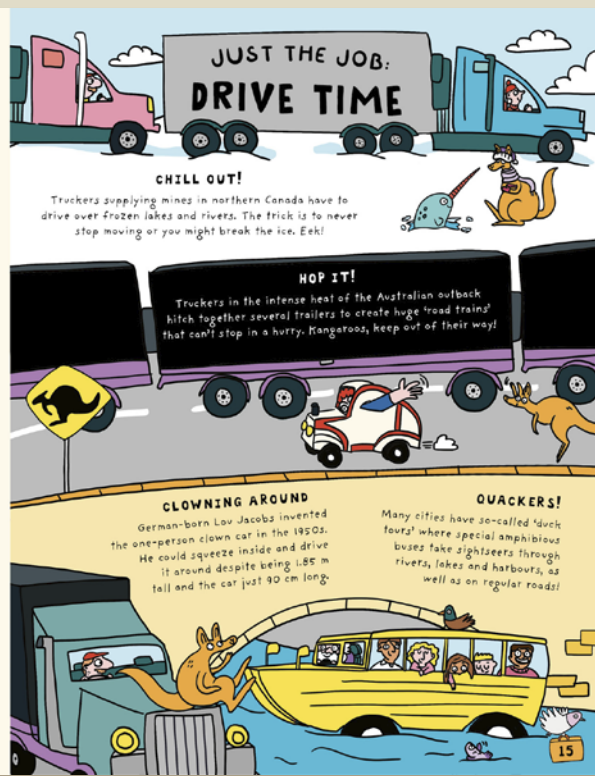 JUST THE JOB:
DRIVE TIME
CHILL OUT!
Truckers supplying mines in northern Canada have to
drive over frozen lakes and rivers. The trick is to never
stop moving or you might break the ice. Eek!
HOP IT!
Truckers in the intense heat of the Australian outback
hitch together several trailers to create huge 'road trains'
that can't stop in a hurry. Kangaroos, keep out of their way!
CLOWNING AROUND
German-born Lou Jacobs invented
the one-person clown car in the 1950s.
He could squeeze inside and drive
it around despite being 1.85 m
tall and the car just 90 cm long.
QUACKERS!
Many cities have so-called 'duck
tours' where special amphibious
buses take sightseers through
rivers, lakes and harbours, as
well as on regular roads!
15